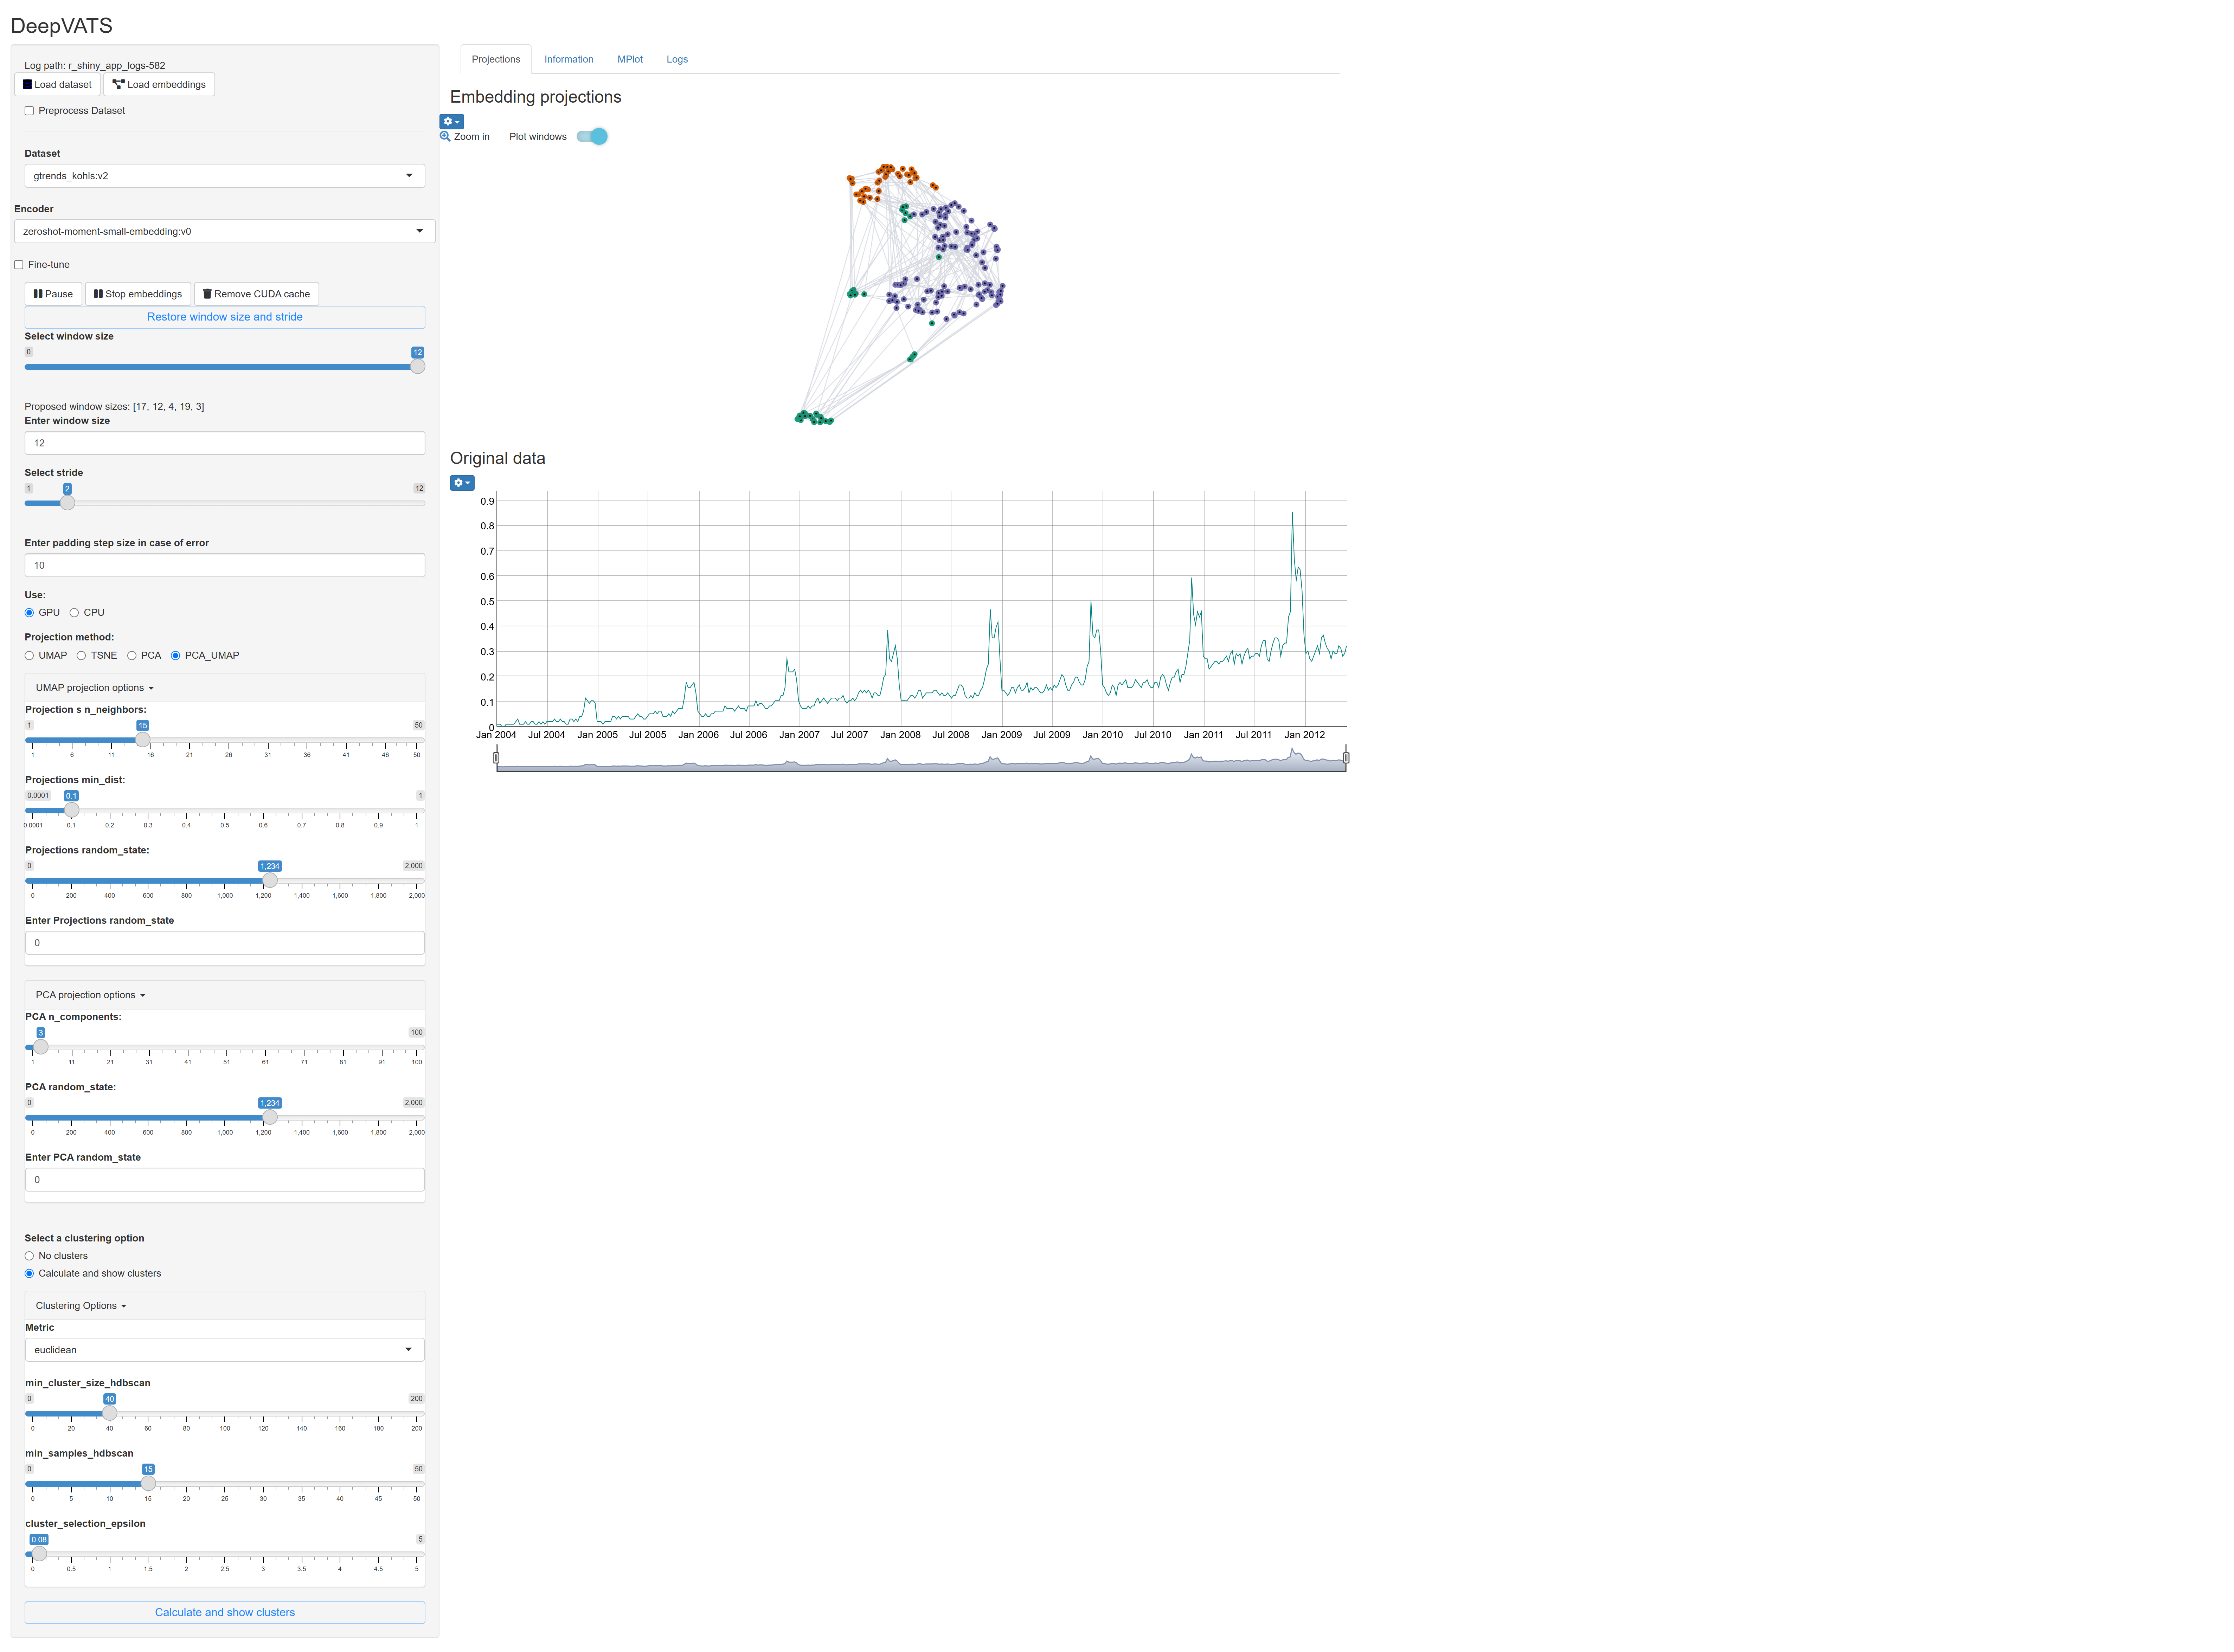 DeepVATS
Log path: r_shiny_app_logs-582
Load dataset Load embeddings
Preprocess Dataset
Dataset
gtrends_kohls:v2
Encoder
zeroshot-moment-small-embedding:v0
Fine-tune
Pause Stop embeddings Remove CUDA cache
Restore window size and stride
Select window size
0 12
Proposed window sizes: [17, 12, 4, 19, 3]
Enter window size
12
Select stride
1 2 12
Enter padding step size in case of error
10
Use:
GPU CPU
Projection method:
UMAP TSNE PCA PCA_UMAP
UMAP projection options
Projection s n_neighbors:
1 15 50
1 6 11 16 21 26 31 36 41 46 50
Projections min_dist:
0.0001 0.1 1
0.0001 0.1 0.2 0.3 0.4 0.5 0.6 0.7 0.8 0.9 1
Projections random_state:
0 1,234 2,000
0 200 400 600 800 1,000 1,200 1,400 1,600 1,800 2,000
Enter Projections random_state
0
PCA projection options
PCA n_components:
3 100
1 11 21 31 41 51 61 71 81 91 100
PCA random_state:
0 1,234 2,000
0 200 400 600 800 1,000 1,200 1,400 1,600 1,800 2,000
Enter PCA random_state
0
Select a clustering option
No clusters
Calculate and show clusters
Clustering Options
Metric
euclidean
min_cluster_size_hdbscan
0 40 200
0 20 40 60 80 100 120 140 160 180 200
min_samples_hdbscan
0 15 50
0 5 10 15 20 25 30 35 40 45 50
cluster_selection_epsilon
0.08 5
0 0.5 1 1.5 2 2.5 3 3.5 4 4.5 5
Calculate and show clusters
Projections Information MPlot Logs
Embedding projections
Zoom in Plot windows
Original data
0.9
0.8
0.7
0.6
0.5
0.4
0.3
0.2
0.1
0
Jan 2004 Jul 2004 Jan 2005 Jul 2005 Jan 2006 Jul 2006 Jan 2007 Jul 2007 Jan 2008 Jul 2008 Jan 2009 Jul 2009 Jan 2010 Jul 2010 Jan 2011 Jul 2011 Jan 2012